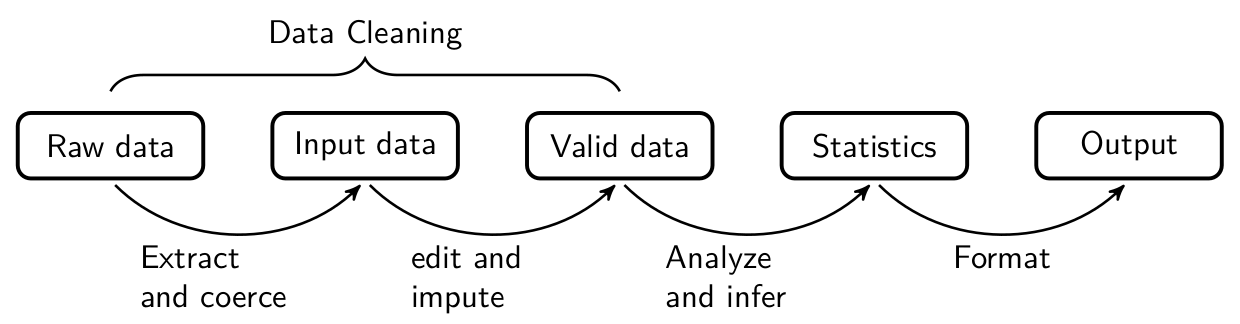 Data Cleaning
Raw data
Input data
Valid data
Statistics
Output
Extract
and coerce
edit and
impute
Analyze
and infer
Format